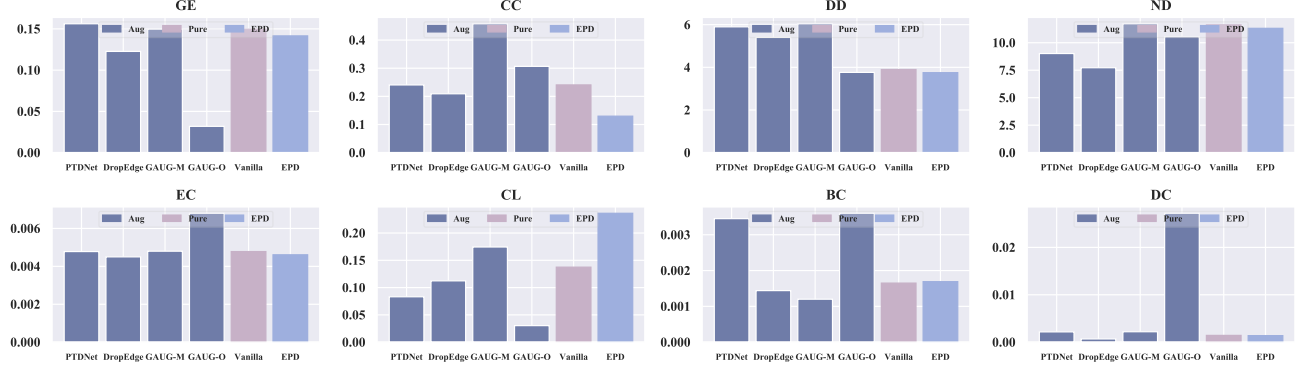 GE
Aug Pure EPD
0.15
0.10
0.05
0.00
PTDNet DropEdge GAUG-M GAUG-O Vanilla EPD
CC
Aug Pure EPD
0.4
0.3
0.2
0.1
0.0
PTDNet DropEdge GAUG-M GAUG-O Vanilla EPD
DD
Aug Pure EPD
6
4
2
0
PTDNet DropEdge GAUG-M GAUG-O Vanilla EPD
ND
Aug Pure EPD
10.0
7.5
5.0
2.5
0.0
PTDNet DropEdge GAUG-M GAUG-O Vanilla EPD
EC
Aug Pure EPD
0.006
0.004
0.002
0.000
PTDNet DropEdge GAUG-M GAUG-O Vanilla EPD
CL
Aug Pure EPD
0.20
0.15
0.10
0.05
0.00
PTDNet DropEdge GAUG-M GAUG-O Vanilla EPD
BC
Aug Pure EPD
0.003
0.002
0.001
0.000
PTDNet DropEdge GAUG-M GAUG-O Vanilla EPD
DC
Aug Pure EPD
0.02
0.01
0.00
PTDNet DropEdge GAUG-M GAUG-O Vanilla EPD